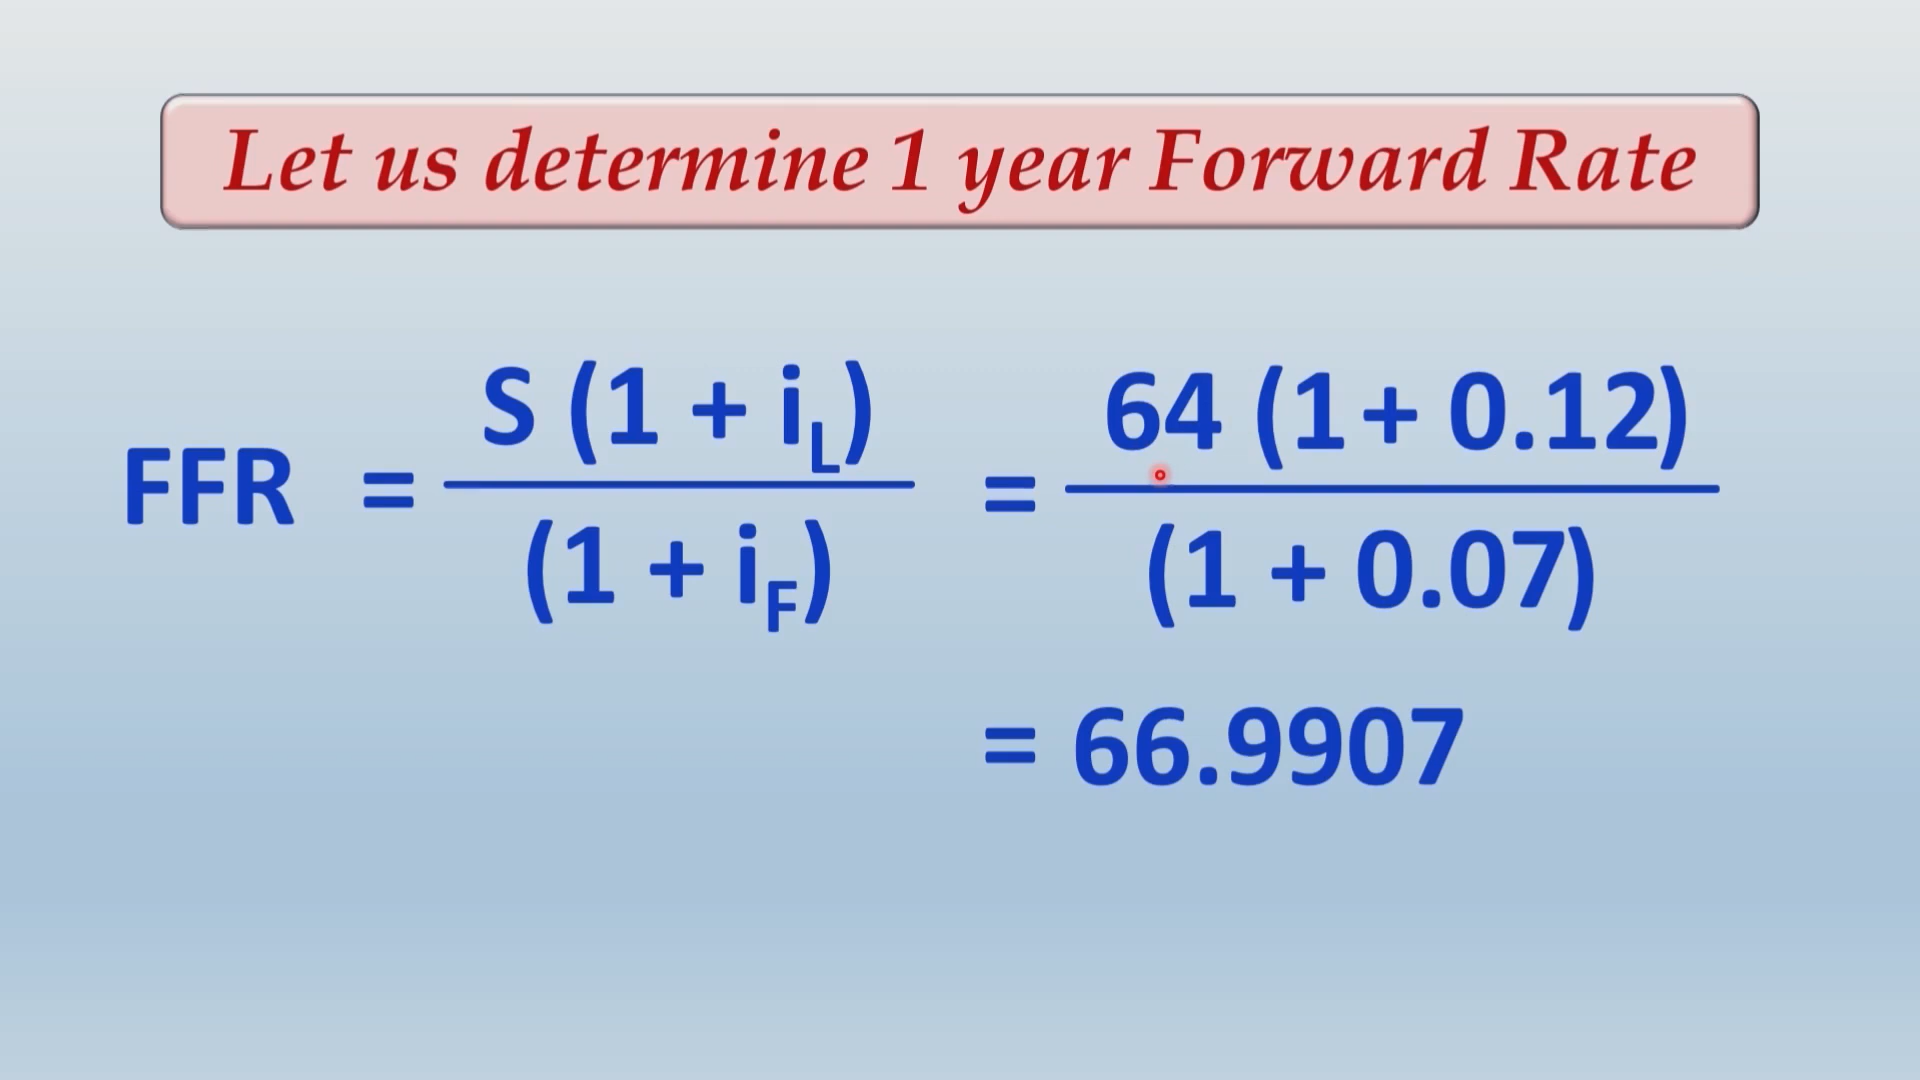 Let us determine 1 year Forward Rate
FFR = S (1 + iL) / (1 + iF) = 64 (1 + 0.12) / (1 + 0.07)
= 66.9907